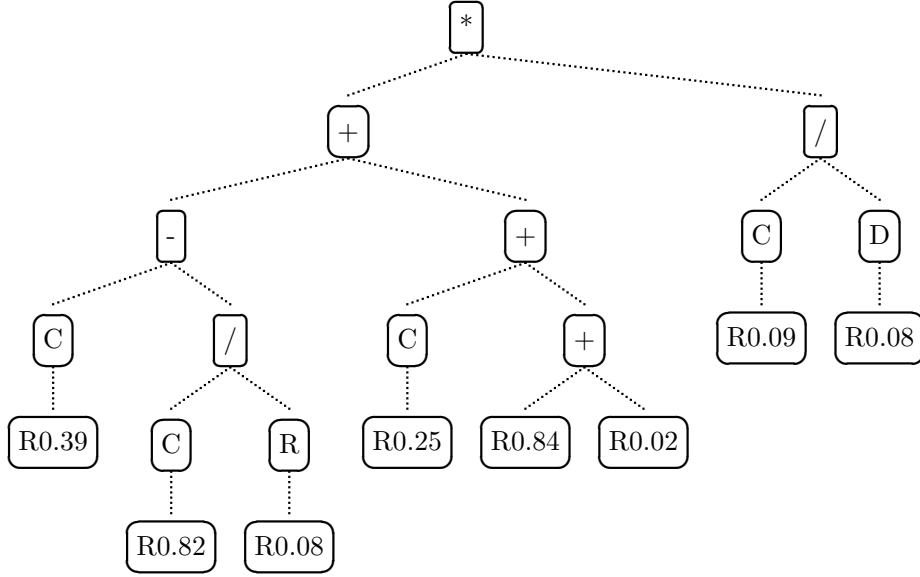 *
+ /
- + C D
C / C + R0.09 R0.08
R0.39 C R R0.25 R0.84 R0.02
R0.82 R0.08